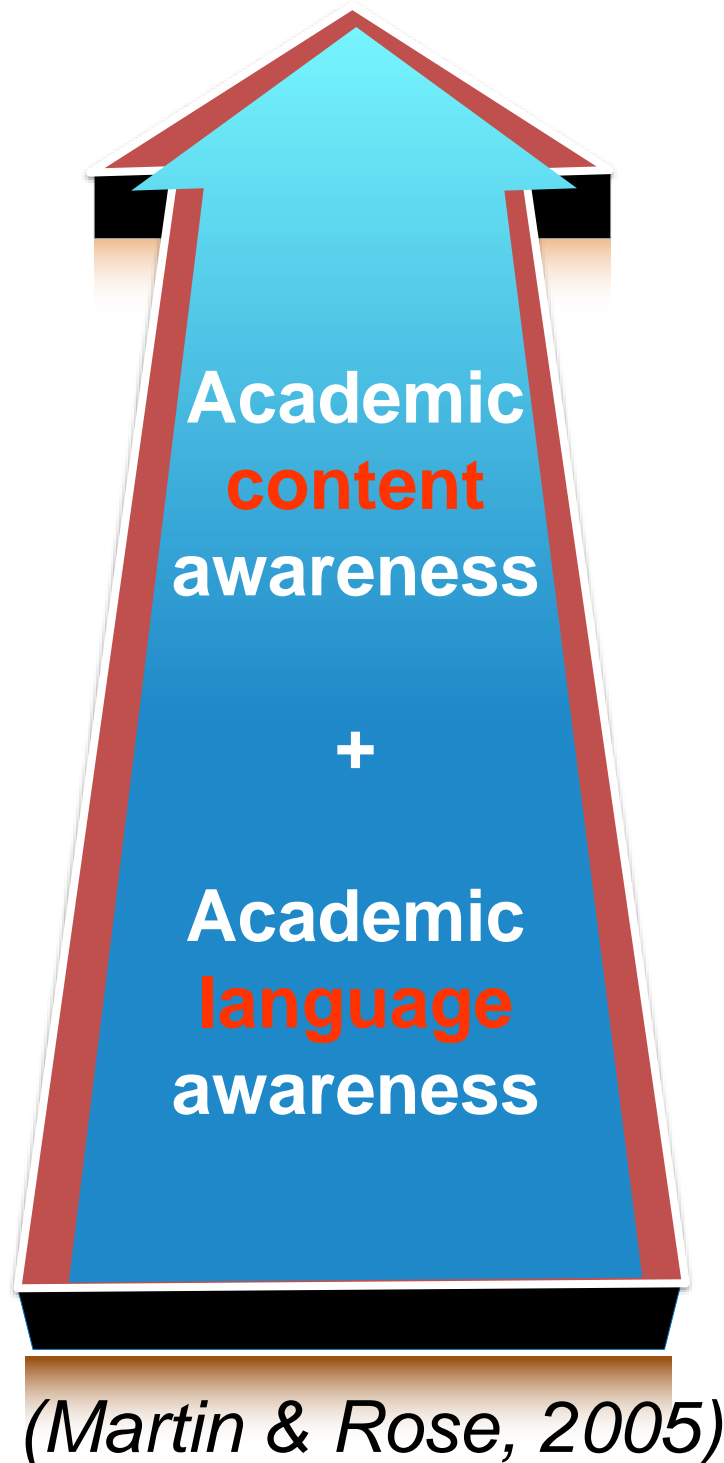 Academic
content
awareness
+
Academic
language
awareness
(Martin & Rose, 2005)